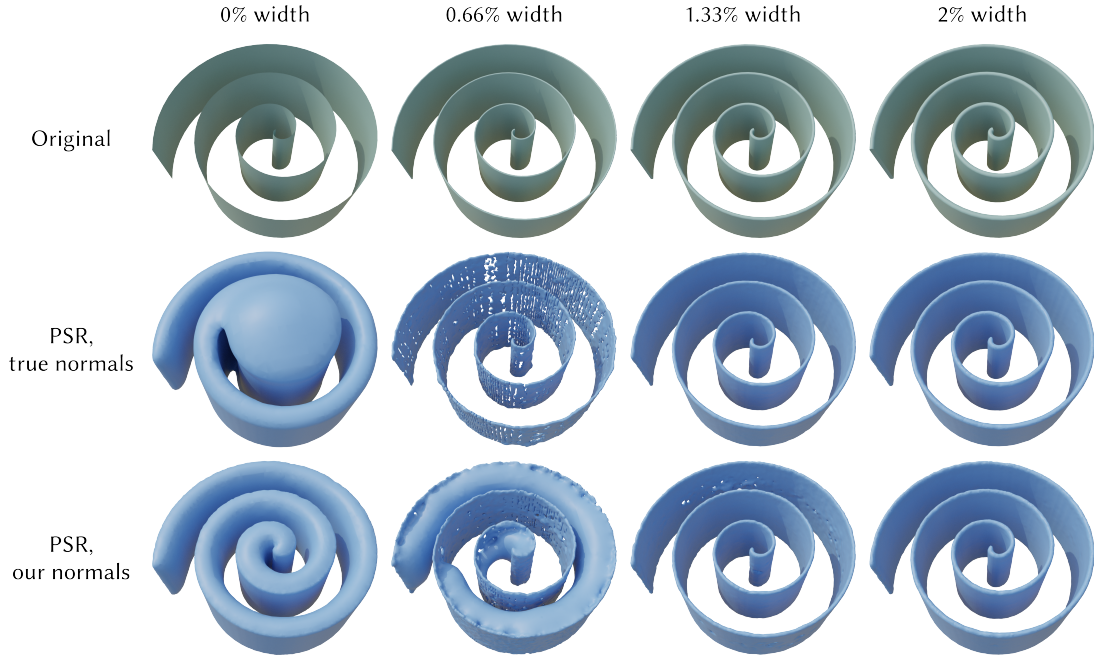 0% width
0.66% width
1.33% width
2% width
Original
PSR,
true normals
PSR,
our normals